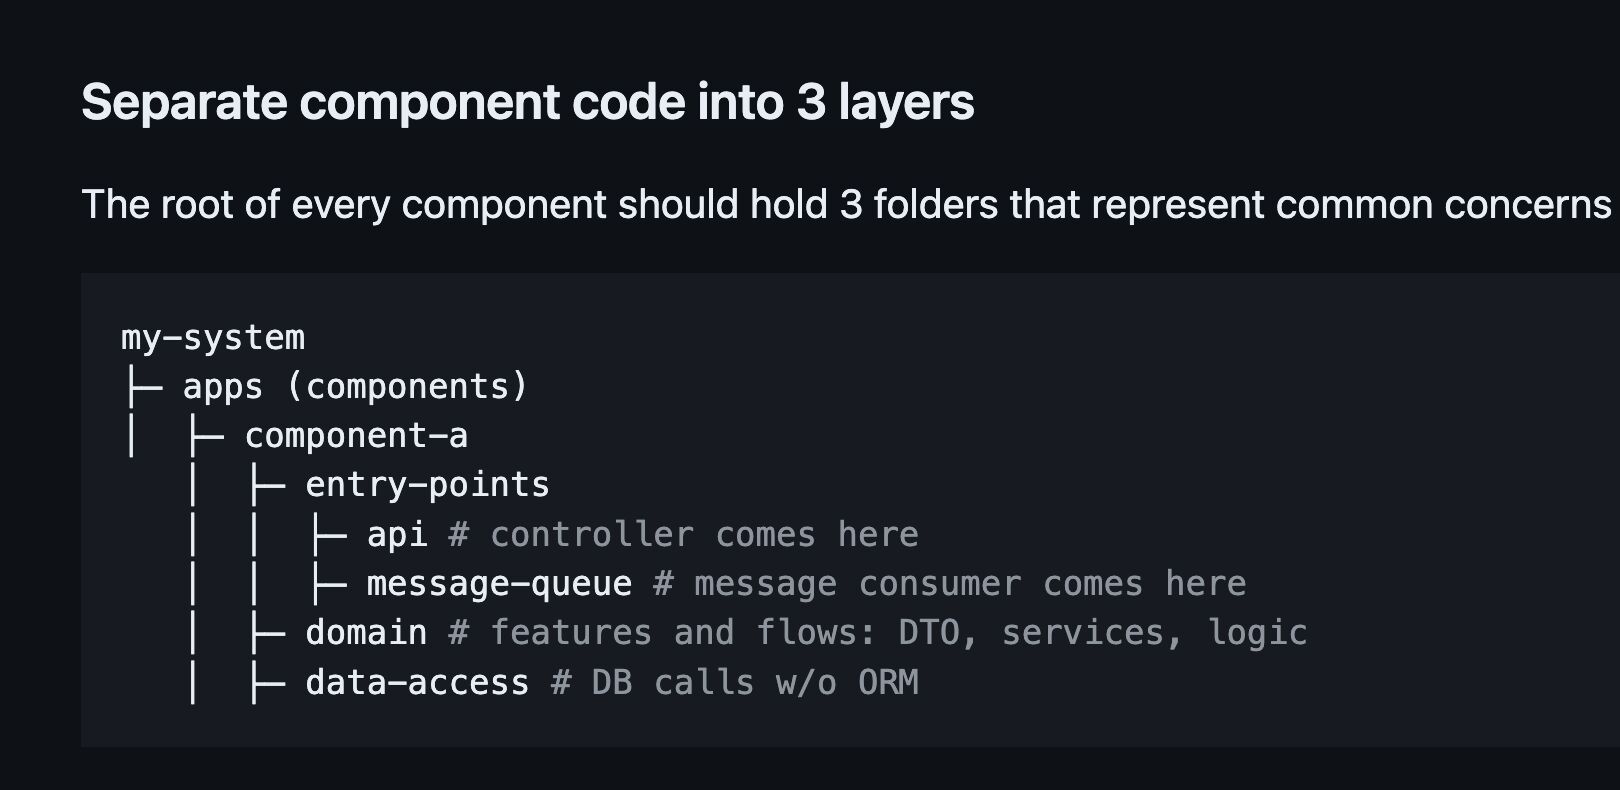 Separate component code into 3 layers
The root of every component should hold 3 folders that represent common concerns
my-system
├─ apps (components)
│  ├─ component-a
   │  ├─ entry-points
   │  │  ├─ api # controller comes here
   │  │  ├─ message-queue # message consumer comes here
   │  ├─ domain # features and flows: DTO, services, logic
   │  ├─ data-access # DB calls w/o ORM